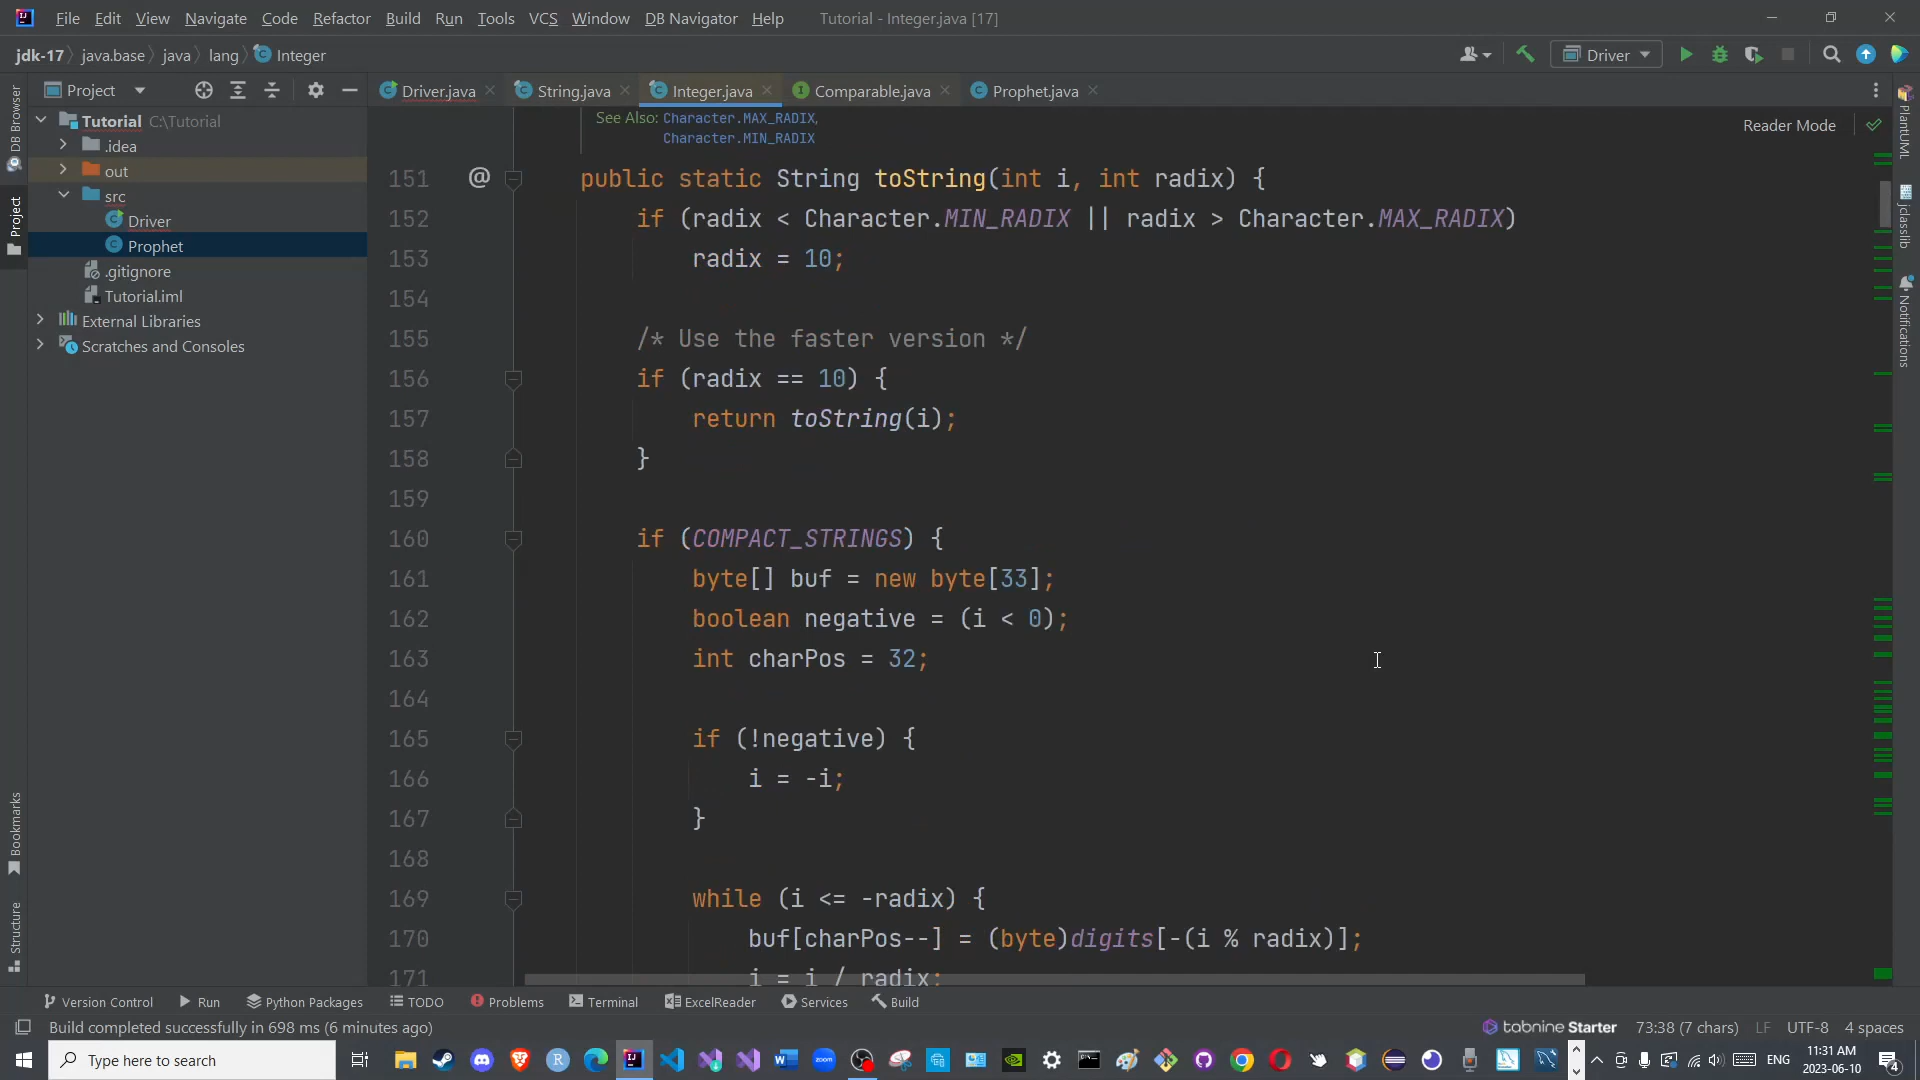 File Edit View Navigate Code Refactor Build Run Tools VCS Window DB Navigator Help Tutorial - Integer.java [17]
jdk-17 java.base java lang Integer Driver
Project
Driver.java String.java Integer.java Comparable.java Prophet.java
Tutorial C:\Tutorial
.idea
out
src
Driver
Prophet
.gitignore
Tutorial.iml
External Libraries
Scratches and Consoles
DB Browser
Project
Bookmarks
Structure
See Also: Character.MAX_RADIX,
Character.MIN_RADIX
Reader Mode
151 @ public static String toString(int i, int radix) {
152 if (radix < Character.MIN_RADIX || radix > Character.MAX_RADIX)
153 radix = 10;
154
155 /* Use the faster version */
156 if (radix == 10) {
157 return toString(i);
158 }
159
160 if (COMPACT_STRINGS) {
161 byte[] buf = new byte[33];
162 boolean negative = (i < 0);
163 int charPos = 32;
164
165 if (!negative) {
166 i = -i;
167 }
168
169 while (i <= -radix) {
170 buf[charPos--] = (byte)digits[-(i % radix)];
171 i = i / radix;
PlantUML
jclasslib
Notifications
Version Control Run Python Packages TODO Problems Terminal ExcelReader Services Build
Build completed successfully in 698 ms (6 minutes ago) tabnine Starter 73:38 (7 chars) LF UTF-8 4 spaces
Type here to search ENG 11:31 AM
2023-06-10
4